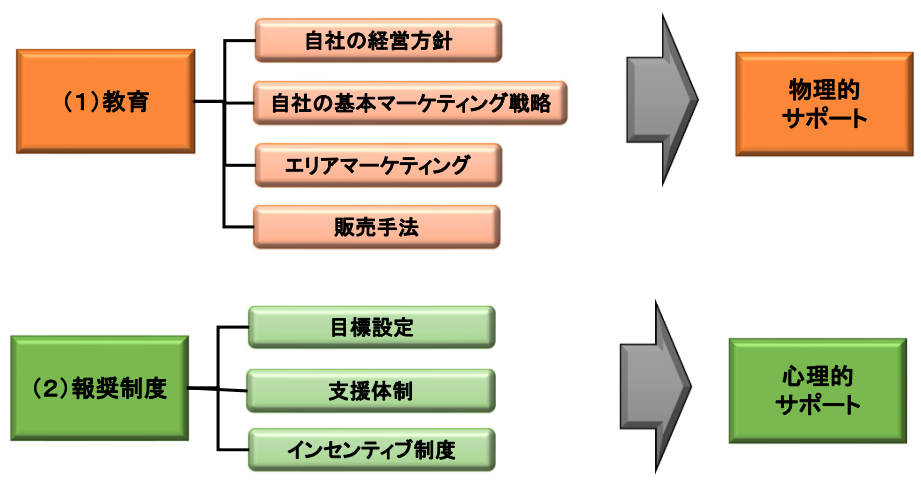 (1)教育
自社の経営方針
自社の基本マーケティング戦略
エリアマーケティング
販売手法
物理的
サポート
(2)報奨制度
目標設定
支援体制
インセンティブ制度
心理的
サポート